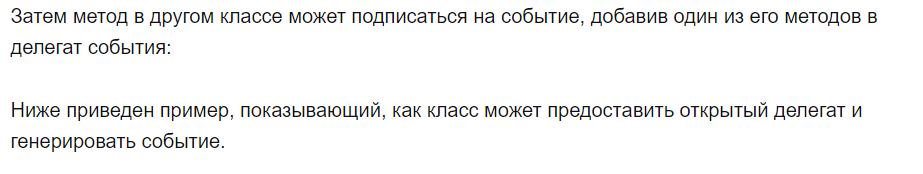 Затем метод в другом классе может подписаться на событие, добавив один из его методов в
делегат события:
Ниже приведен пример, показывающий, как класс может предоставить открытый делегат и
генерировать событие.